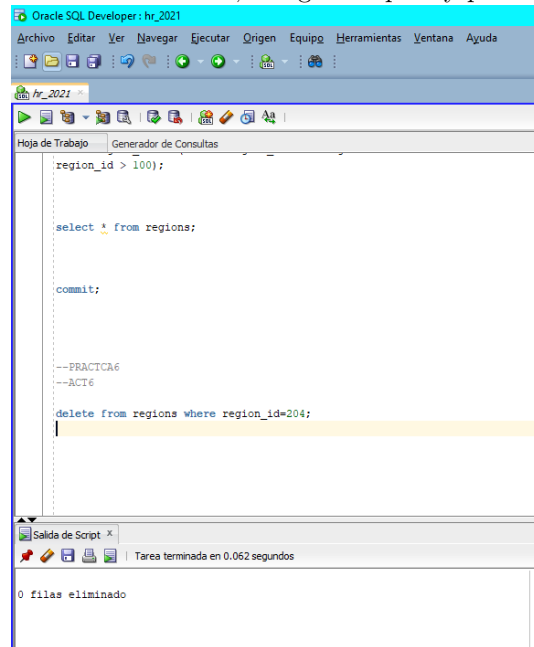 Oracle SQL Developer : hr_2021
Archivo Editar Ver Navegar Ejecutar Origen Equipo Herramientas Ventana Ayuda
hr_2021
Hoja de Trabajo Generador de Consultas
region_id > 100);
select * from regions;
commit;
--PRACTCA6
--ACT6
delete from regions where region_id=204;
Salida de Script x
Tarea terminada en 0.062 segundos
0 filas eliminado